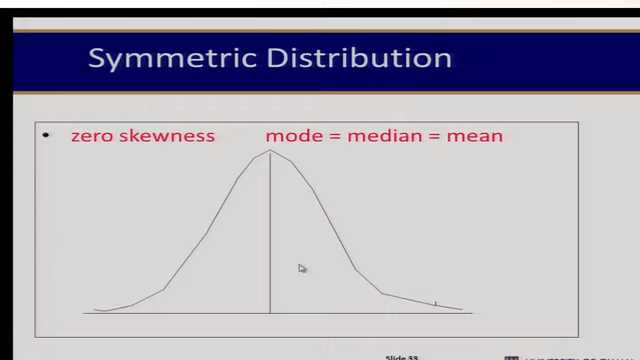 Symmetric Distribution
• zero skewness mode = median = mean
Slide 33